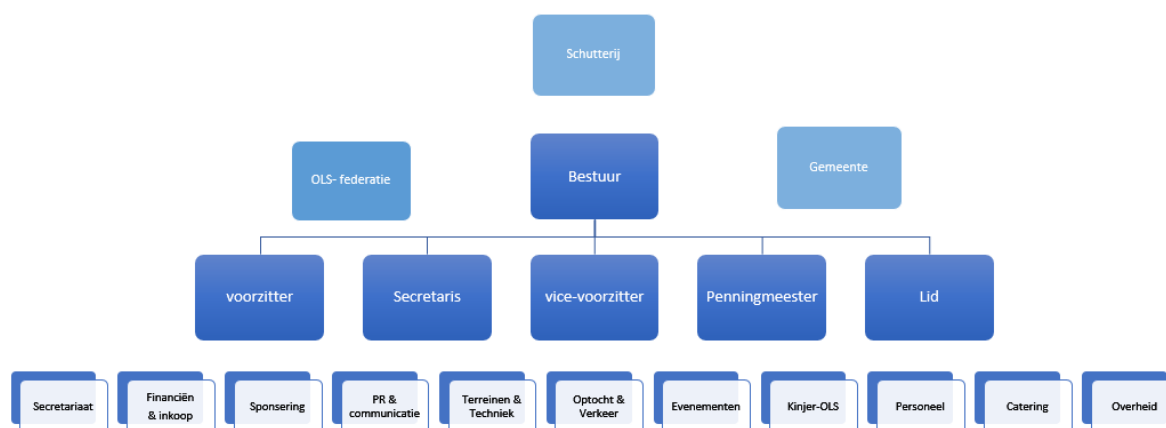 Schutterij
OLS- federatie
Bestuur
Gemeente
voorzitter
Secretaris
vice-voorzitter
Penningmeester
Lid
Secretariaat
Financiën
& inkoop
Sponsering
PR &
communicatie
Terreinen &
Techniek
Optocht &
Verkeer
Evenementen
Kinjer-OLS
Personeel
Catering
Overheid